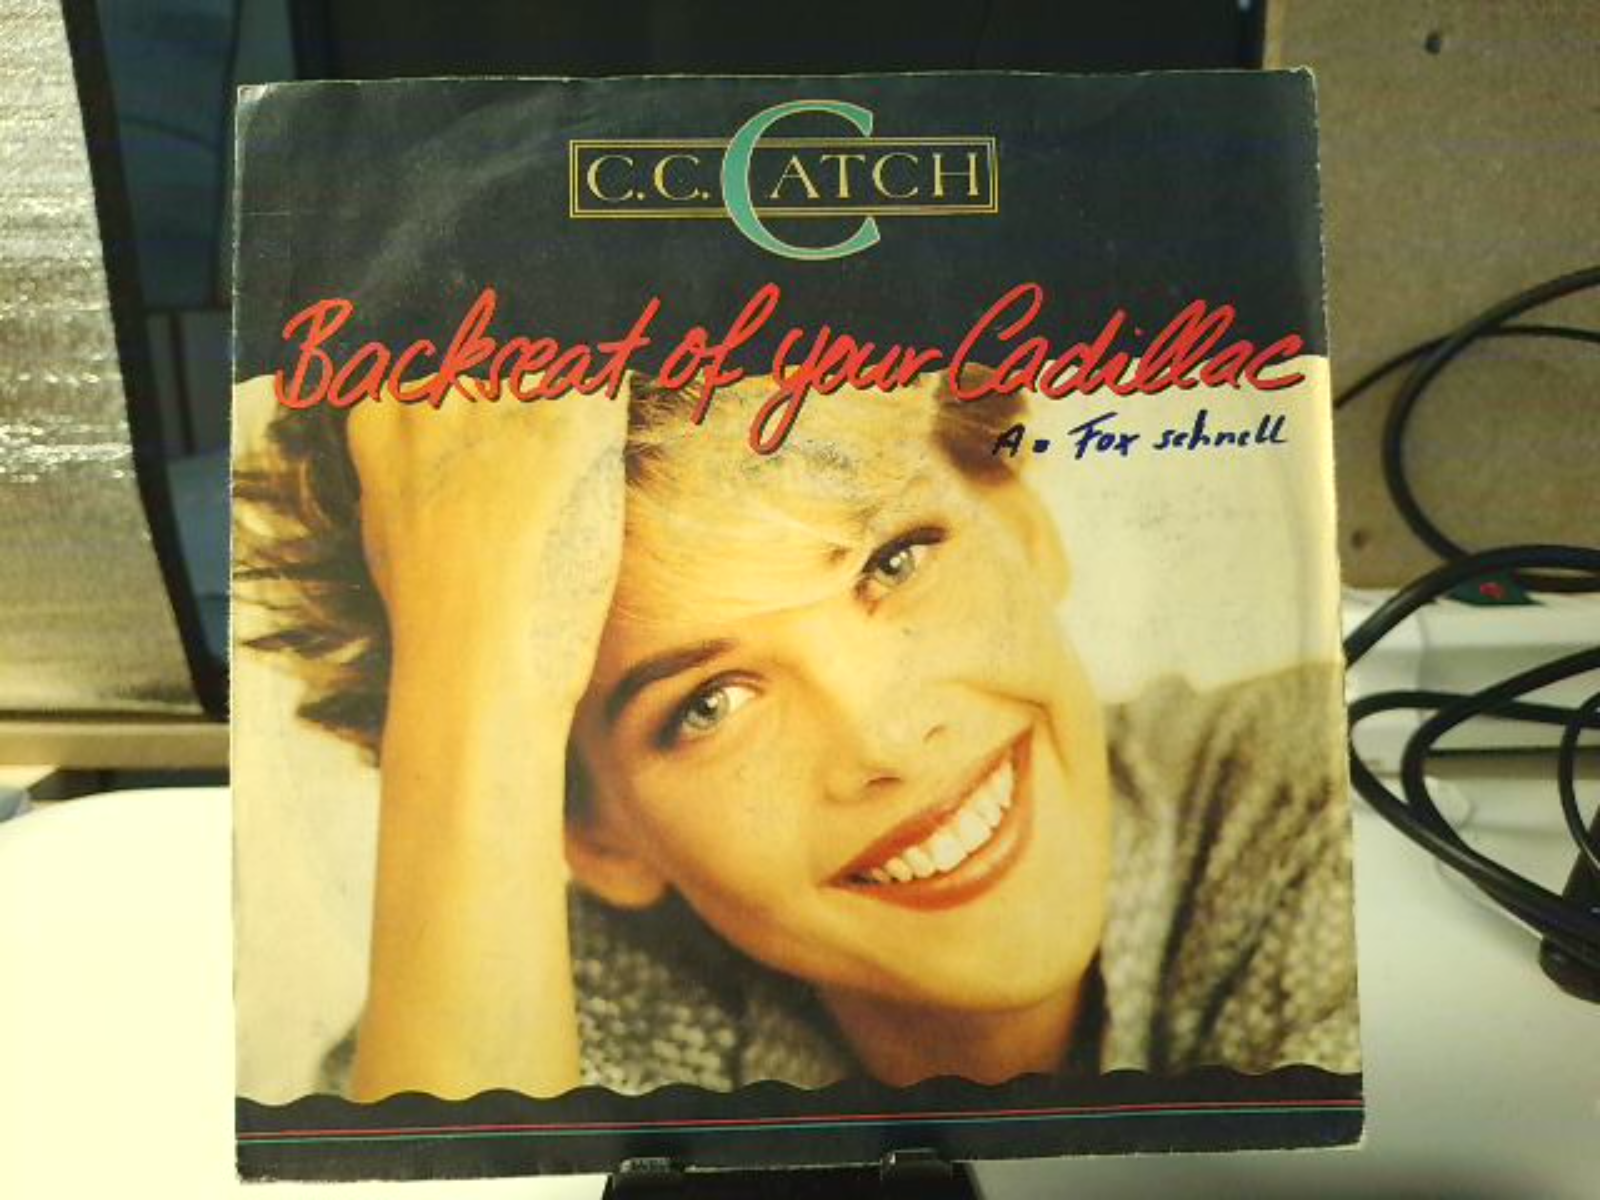 C.C. CATCH
Backseat of your Cadillac
A = Fox schnell